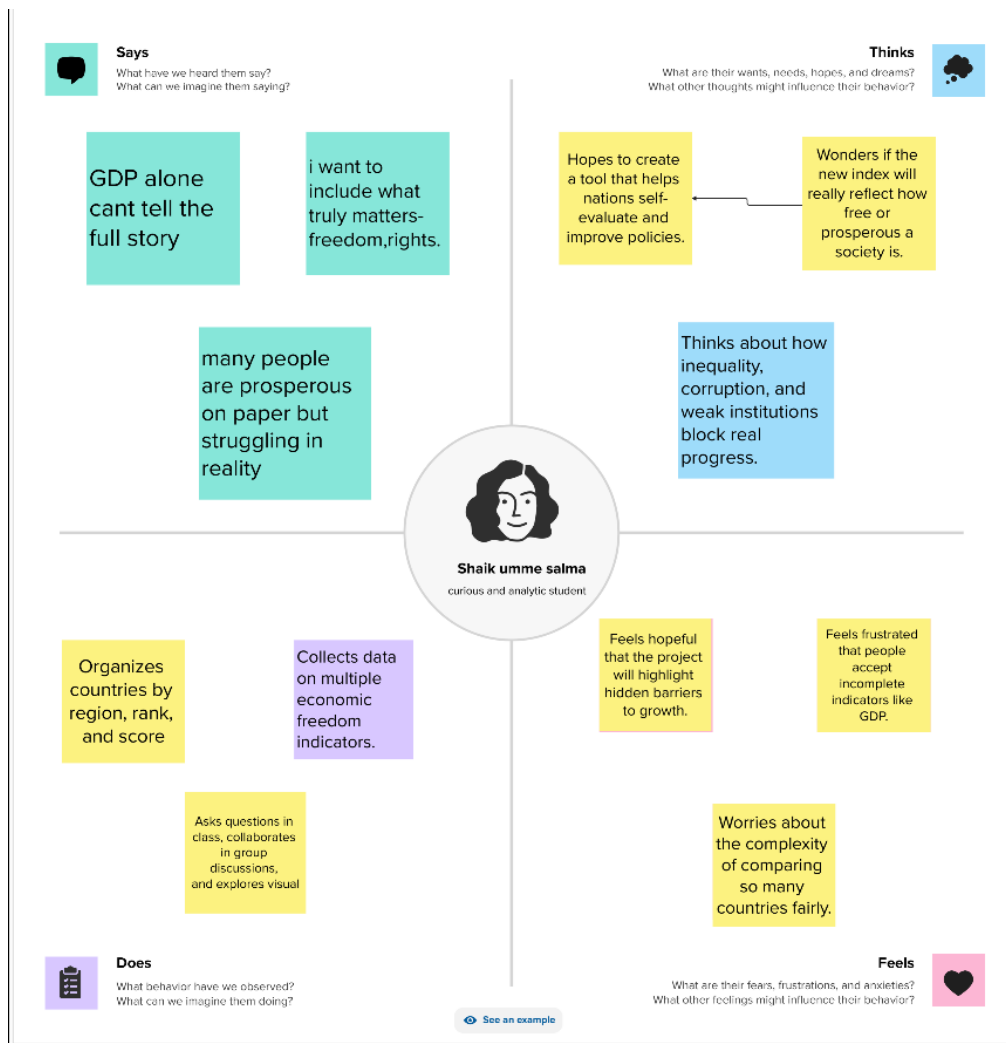 Says
What have we heard them say?
What can we imagine them saying?
Thinks
What are their wants, needs, hopes, and dreams?
What other thoughts might influence their behavior?
GDP alone
cant tell the
full story
i want to
include what
truly matters-
freedom,rights.
many people
are prosperous
on paper but
struggling in
reality
Hopes to create
a tool that helps
nations self-
evaluate and
improve policies.
Wonders if the
new index will
really reflect how
free or
prosperous a
society is.
Thinks about how
inequality,
corruption, and
weak institutions
block real
progress.
Shaik umme salma
curious and analytic student
Organizes
countries by
region, rank,
and score
Collects data
on multiple
economic
freedom
indicators.
Asks questions in
class, collaborates
in group
discussions,
and explores visual
Feels hopeful
that the project
will highlight
hidden barriers
to growth.
Feels frustrated
that people
accept
incomplete
indicators like
GDP.
Worries about
the complexity
of comparing
so many
countries fairly.
Does
What behavior have we observed?
What can we imagine them doing?
Feels
What are their fears, frustrations, and anxieties?
What other feelings might influence their behavior?
See an example